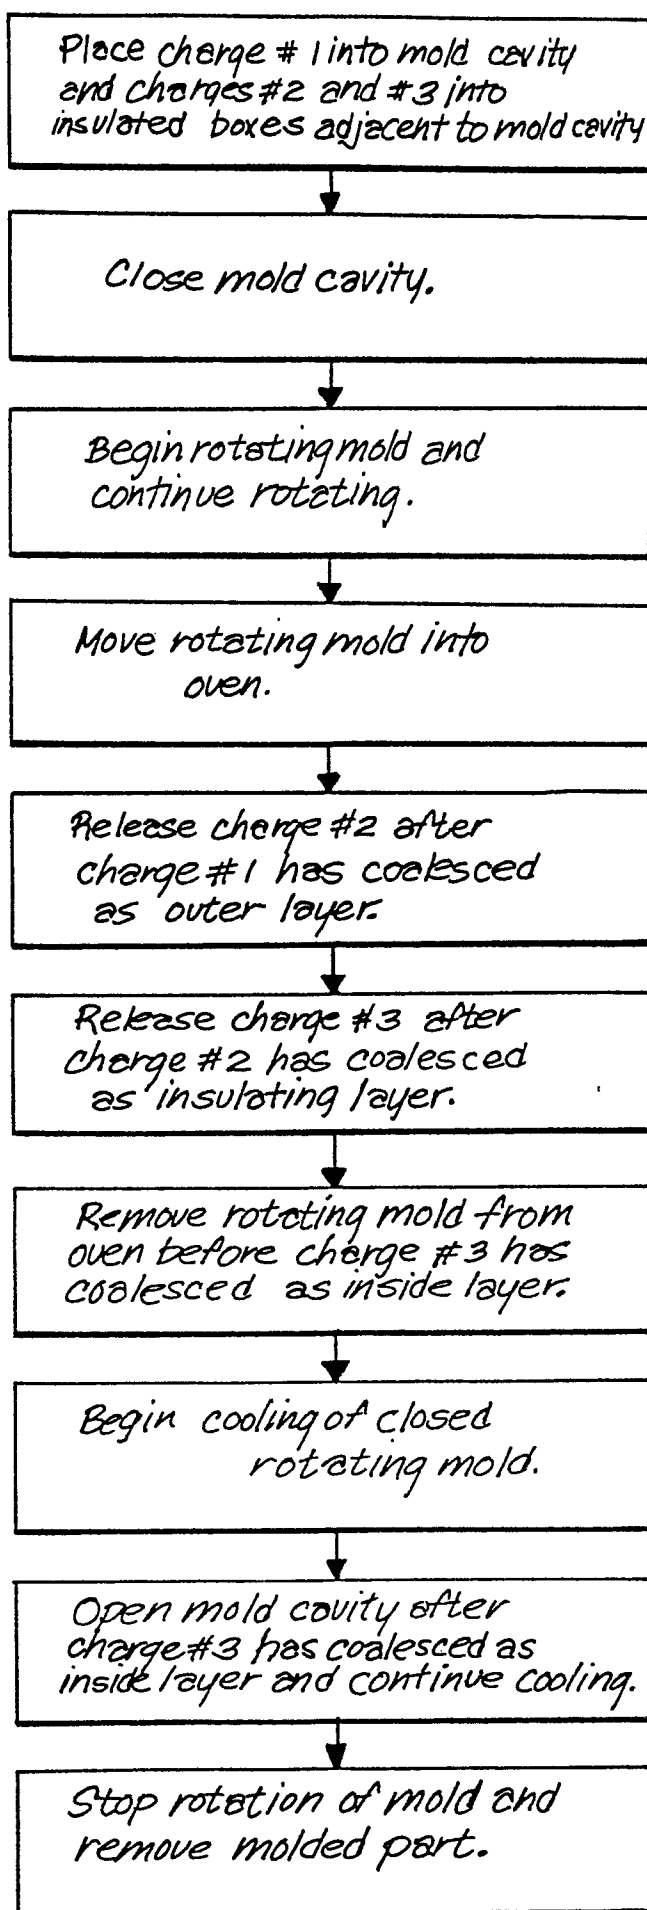 Place charge # 1 into mold cavity
and charges #2 and #3 into
insulated boxes adjacent to mold cavity
Close mold cavity.
Begin rotating mold and
continue rotating.
Move rotating mold into
oven.
Release charge #2 after
charge #1 has coalesced
as outer layer.
Release charge #3 after
charge #2 has coalesced
as insulating layer.
Remove rotating mold from
oven before charge #3 has
coalesced as inside layer.
Begin cooling of closed
rotating mold.
Open mold cavity after
charge #3 has coalesced as
inside layer and continue cooling.
Stop rotation of mold and
remove molded part.